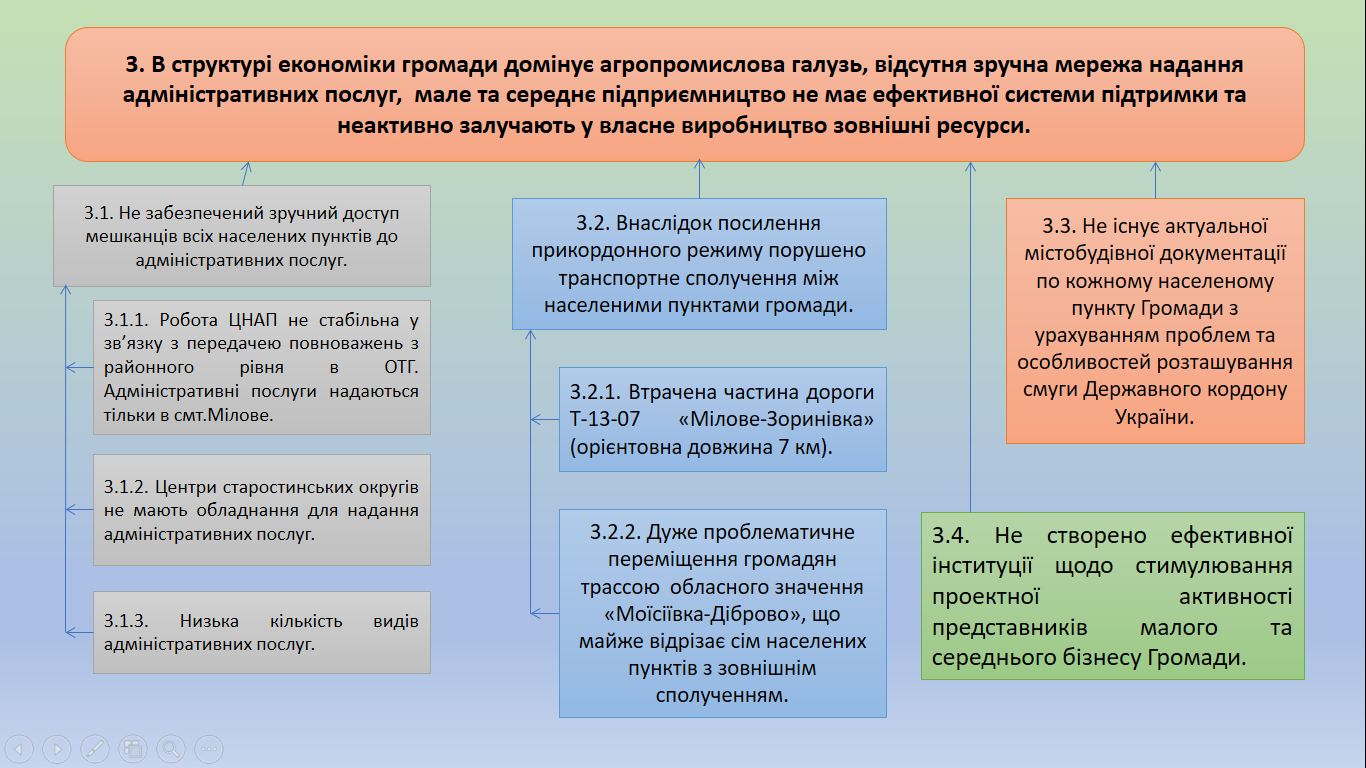 3. В структурі економіки громади домінує агропромислова галузь, відсутня зручна мережа надання
адміністративних послуг, мале та середнє підприємництво не має ефективної системи підтримки та
неактивно залучають у власне виробництво зовнішні ресурси.
3.1. Не забезпечений зручний доступ
мешканців всіх населених пунктів до
адміністративних послуг.
3.1.1. Робота ЦНАП не стабільна у
зв’язку з передачею повноважень з
районного рівня в ОТГ.
Адміністративні послуги надаються
тільки в смт.Мілове.
3.1.2. Центри старостинських округів
не мають обладнання для надання
адміністративних послуг.
3.1.3. Низька кількість видів
адміністративних послуг.
3.2. Внаслідок посилення
прикордонного режиму порушено
транспортне сполучення між
населеними пунктами громади.
3.2.1. Втрачена частина дороги
Т-13-07 «Мілове-Зоринівка»
(орієнтовна довжина 7 км).
3.2.2. Дуже проблематичне
переміщення громадян
трассою обласного значення
«Моїсіївка-Діброво», що
майже відрізає сім населених
пунктів з зовнішнім
сполученням.
3.3. Не існує актуальної
містобудівної документації
по кожному населеному
пункту Громади з
урахуванням проблем та
особливостей розташування
смуги Державного кордону
України.
3.4. Не створено ефективної
інституції щодо стимулювання
проектної активності
представників малого та
середнього бізнесу Громади.